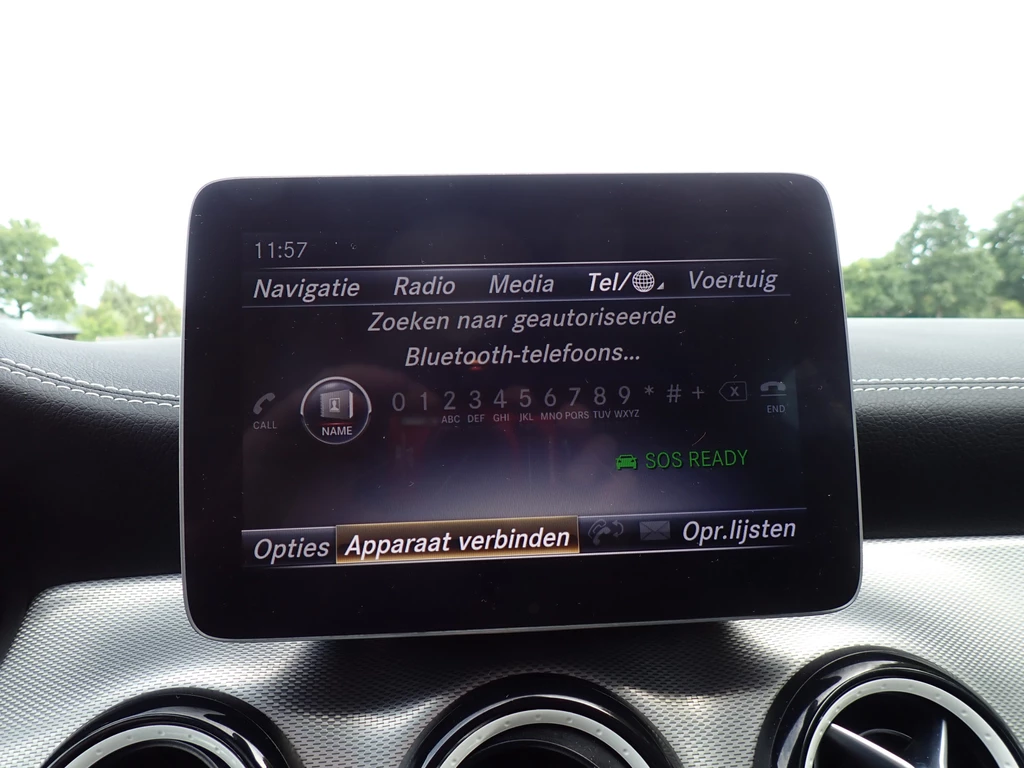 11:57
Navigatie Radio Media Tel/ Voertuig
Zoeken naar geautoriseerde
Bluetooth-telefoons...
0 1 2 3 4 5 6 7 8 9 * # +
ABC DEF GHI JKL MNO PQRS TUV WXYZ
CALL NAME END
SOS READY
Opties Apparaat verbinden Opr.lijsten